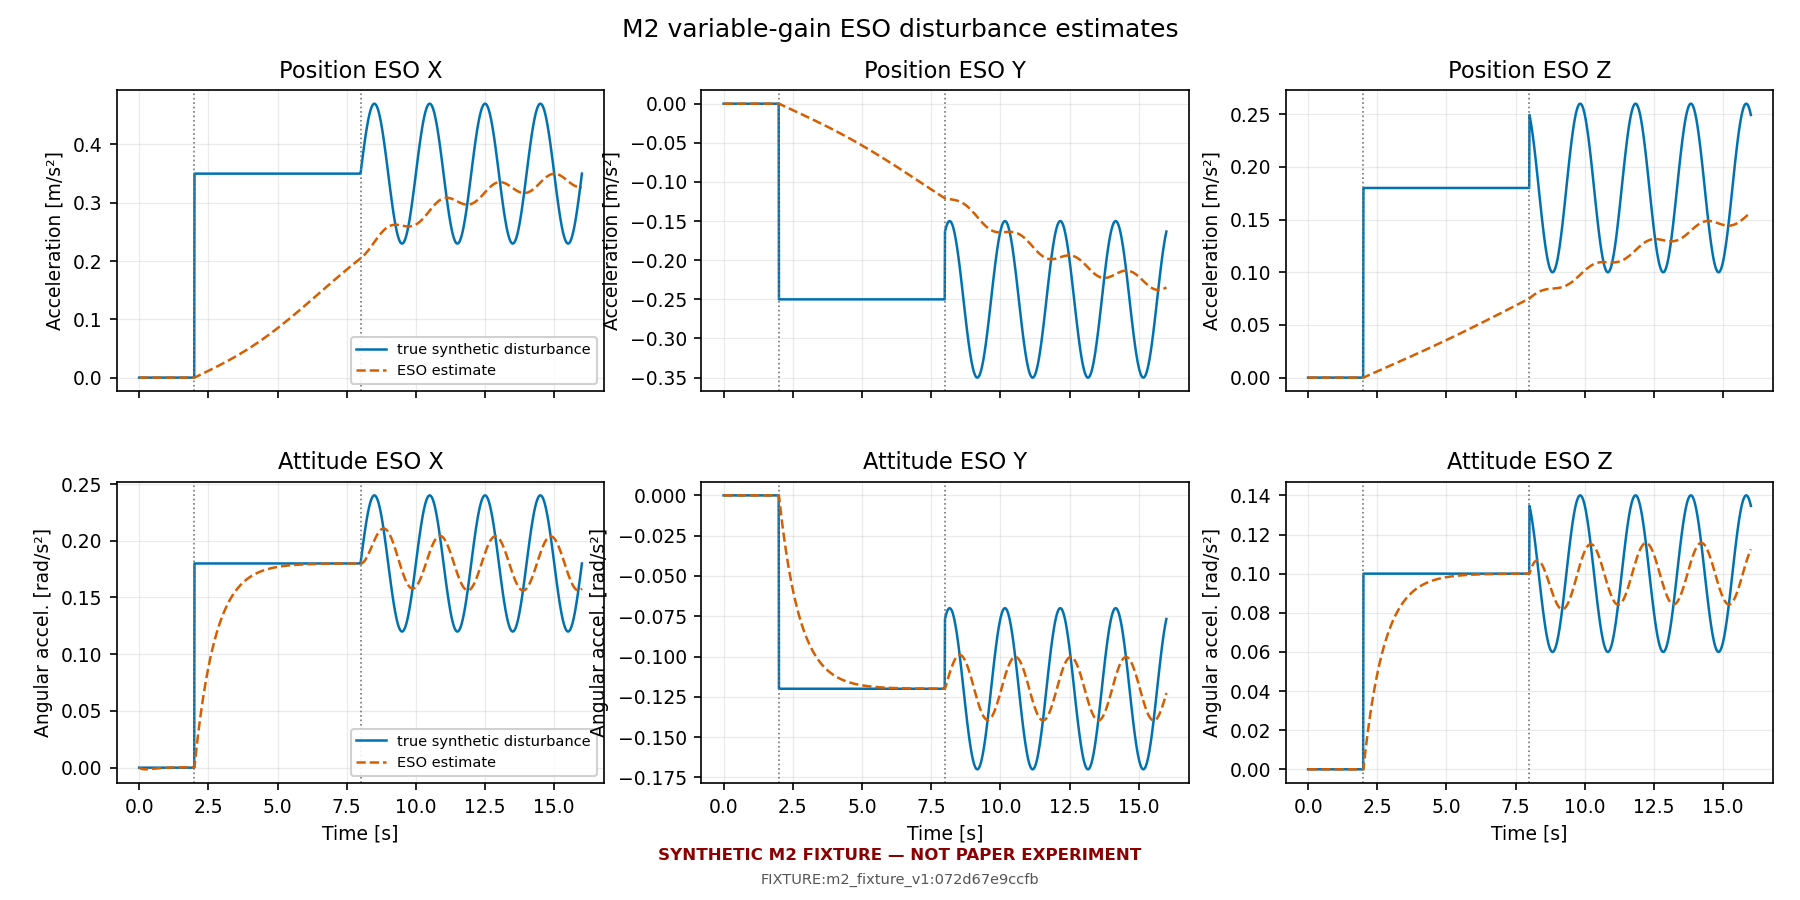 M2 variable-gain ESO disturbance estimates
Position ESO X
Position ESO Y
Position ESO Z
Acceleration [m/s²]
0.4
0.3
0.2
0.1
0.0
true synthetic disturbance
ESO estimate
Acceleration [m/s²]
0.00
−0.05
−0.10
−0.15
−0.20
−0.25
−0.30
−0.35
Acceleration [m/s²]
0.25
0.20
0.15
0.10
0.05
0.00
Attitude ESO X
Attitude ESO Y
Attitude ESO Z
Angular accel. [rad/s²]
0.25
0.20
0.15
0.10
0.05
0.00
true synthetic disturbance
ESO estimate
0.0 2.5 5.0 7.5 10.0 12.5 15.0
Time [s]
Angular accel. [rad/s²]
0.000
−0.025
−0.050
−0.075
−0.100
−0.125
−0.150
−0.175
0.0 2.5 5.0 7.5 10.0 12.5 15.0
Time [s]
Angular accel. [rad/s²]
0.14
0.12
0.10
0.08
0.06
0.04
0.02
0.00
0.0 2.5 5.0 7.5 10.0 12.5 15.0
Time [s]
SYNTHETIC M2 FIXTURE — NOT PAPER EXPERIMENT
FIXTURE:m2_fixture_v1:072d67e9ccfb